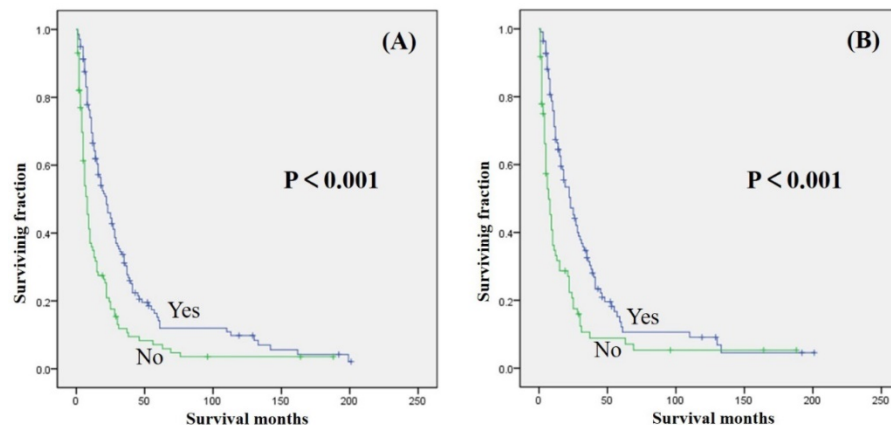 (A)
1.0
0.8
0.6
0.4
0.2
0.0
P < 0.001
Yes
No
0 50 100 150 200 250
Survival months
Survivinig fraction
(B)
1.0
0.8
0.6
0.4
0.2
0.0
P < 0.001
Yes
No
0 50 100 150 200 250
Survival months
Survivinig fraction